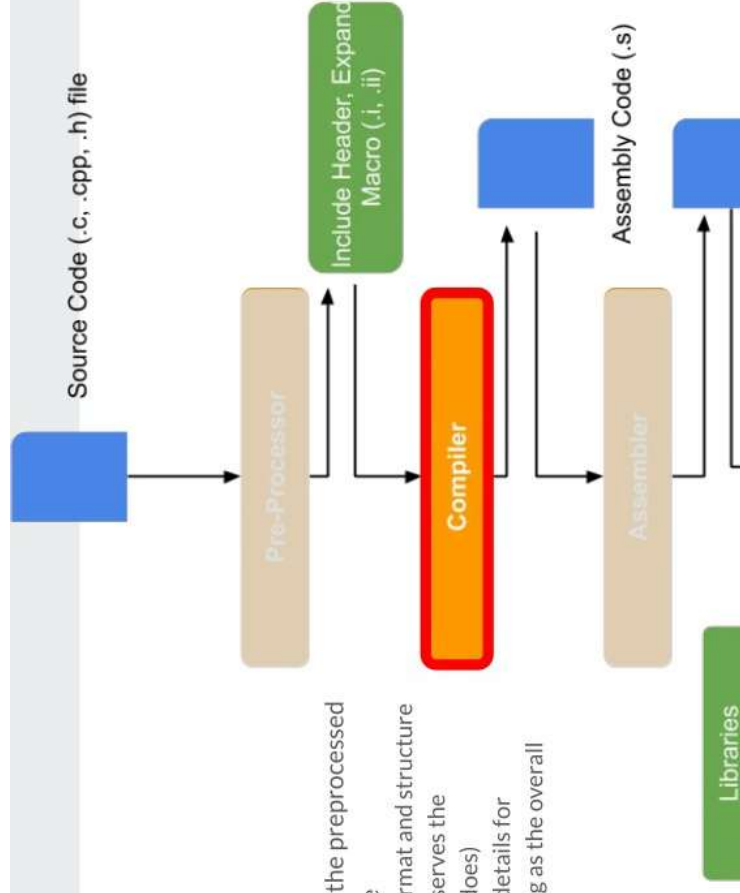 Source Code (.c, .cpp, .h) file
Pre-Processor
Include Header, Expand
Macro (.i, .ii)
the preprocessed
rmat and structure
serves the
does)
details for
g as the overall
Compiler
Assembly Code (.s)
Assembler
Libraries